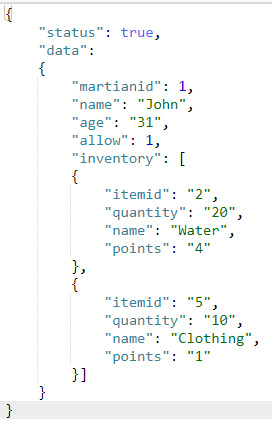 {
"status": true,
"data":
{
"martianid": 1,
"name": "John",
"age": "31",
"allow": 1,
"inventory": [
{
"itemid": "2",
"quantity": "20",
"name": "Water",
"points": "4"
},
{
"itemid": "5",
"quantity": "10",
"name": "Clothing",
"points": "1"
}]
}
}